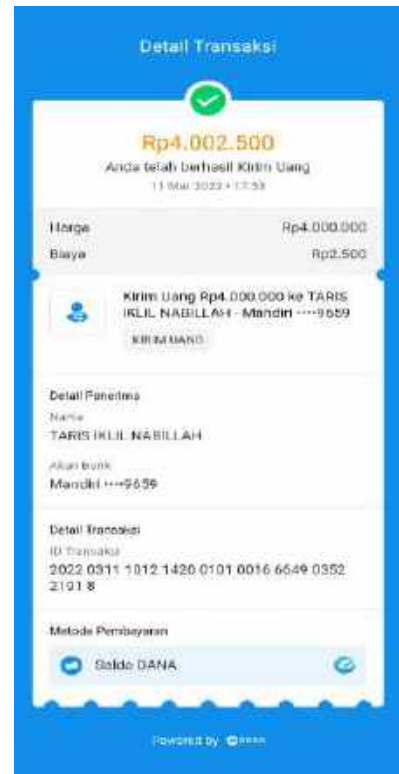 Detail Transaksi
Rp4.002.500
Anda telah berhasil Kirim Uang
11 Mar 2022 • 17:53
Harga Rp4.000.000
Biaya Rp2.500
Kirim Uang Rp4.000.000 ke TARIS
IKLIL NABILLAH - Mandiri ••••9659
KIRIM UANG
Detail Penerima
Nama
TARIS IKLIL NABILLAH
Akun Bank
Mandiri ••••9659
Detail Transaksi
ID Transaksi
2022 0311 1012 1420 0101 0016 6649 0352
2191 8
Metode Pembayaran
Saldo DANA
Powered by DANA